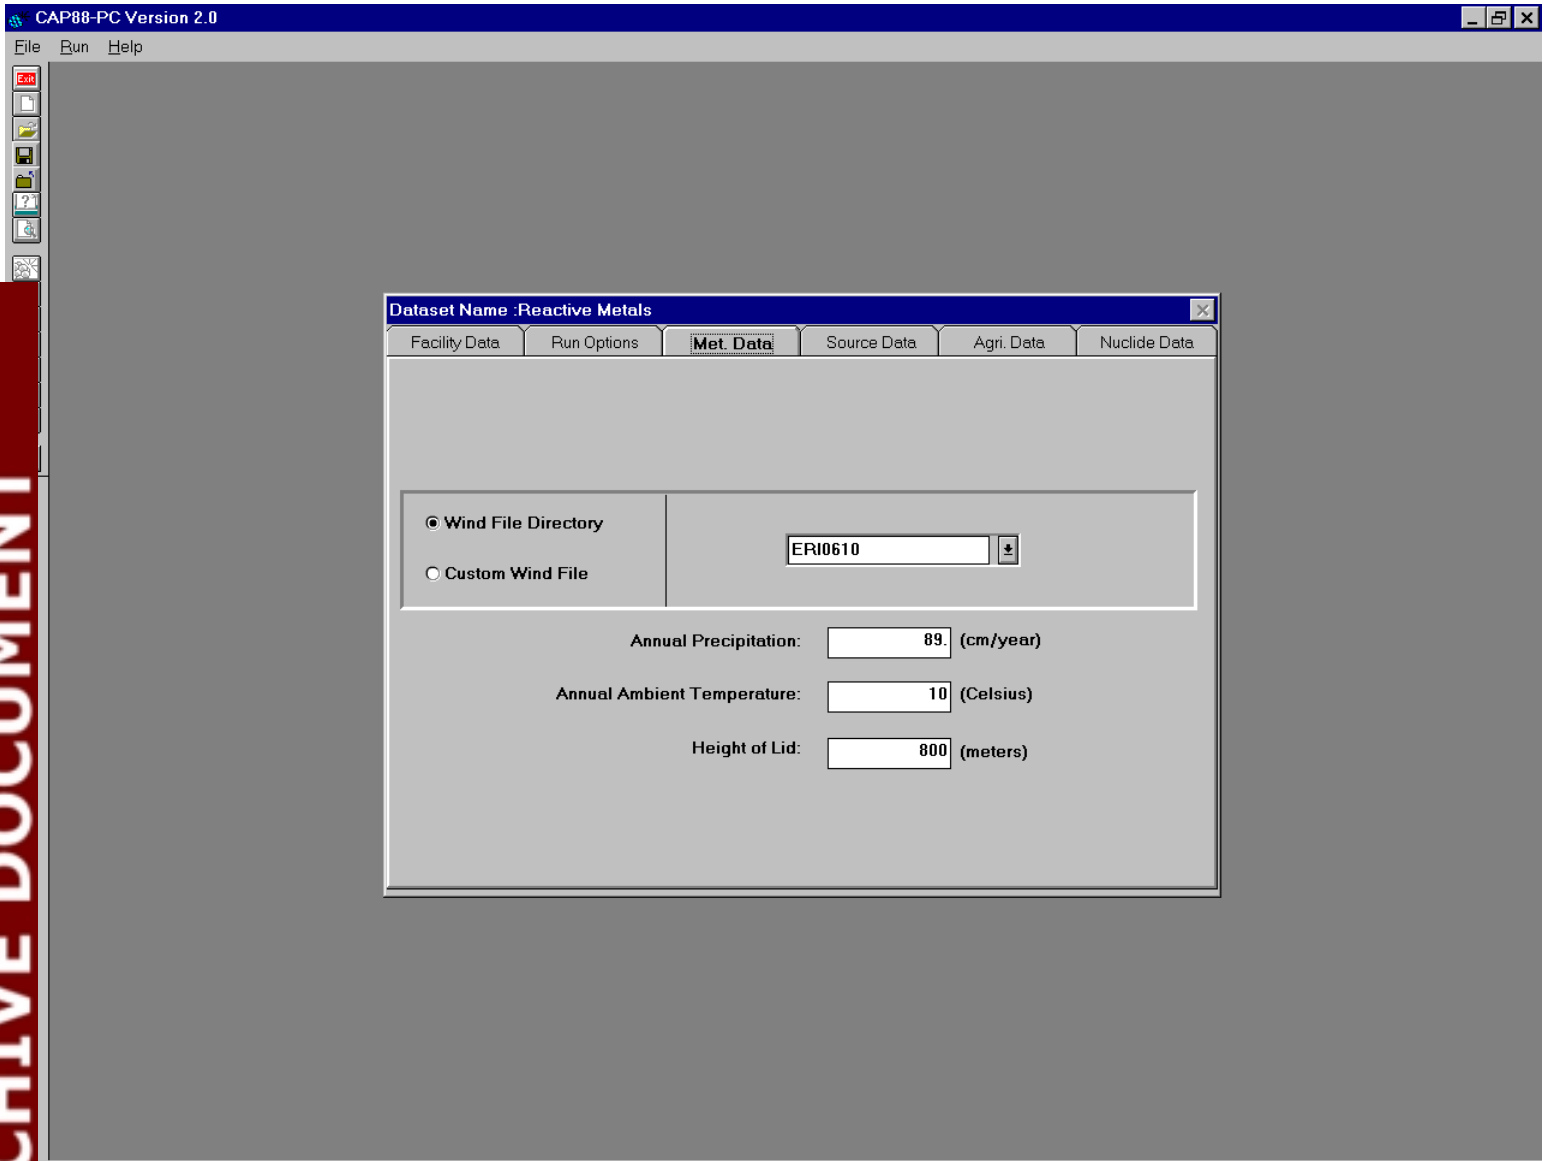 CAP88-PC Version 2.0
File Run Help
Exit
Dataset Name :Reactive Metals
Facility Data Run Options Met. Data Source Data Agri. Data Nuclide Data
Wind File Directory
ERI0610
Custom Wind File
Annual Precipitation: 89. (cm/year)
Annual Ambient Temperature: 10 (Celsius)
Height of Lid: 800 (meters)
CHIVE DOCUMENT